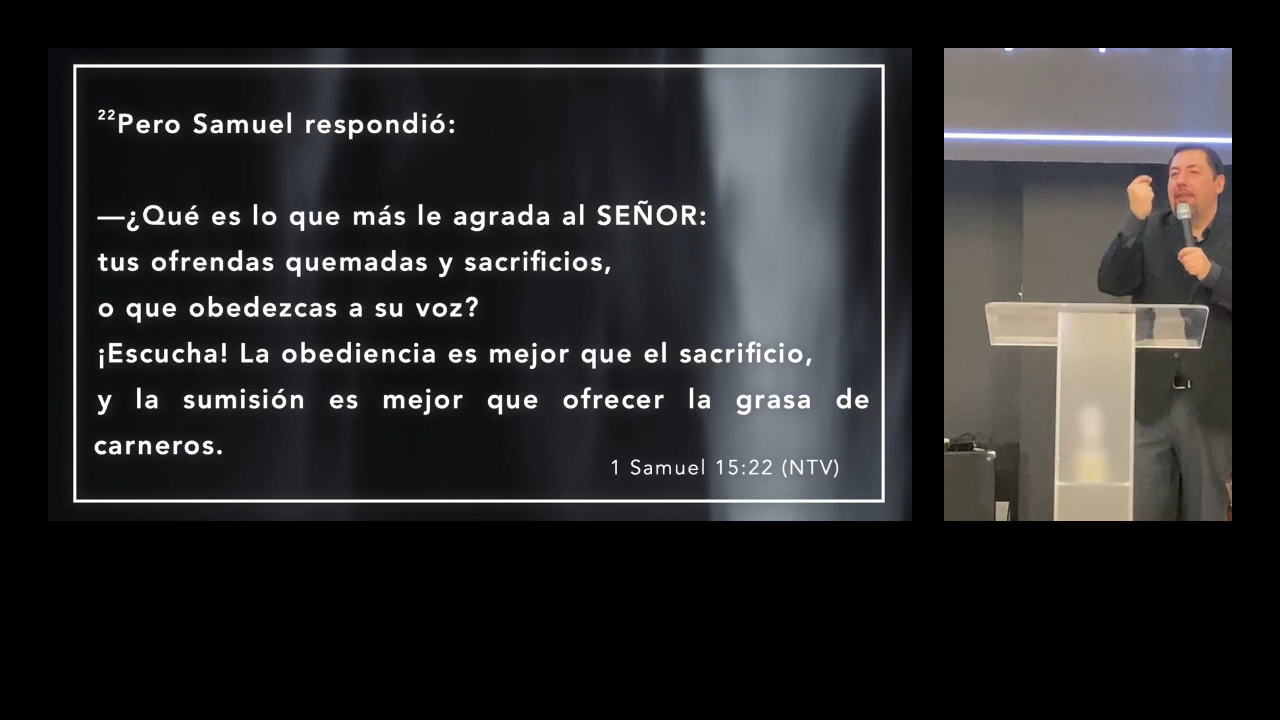 ²²Pero Samuel respondió:
—¿Qué es lo que más le agrada al SEÑOR:
tus ofrendas quemadas y sacrificios,
o que obedezcas a su voz?
¡Escucha! La obediencia es mejor que el sacrificio,
y la sumisión es mejor que ofrecer la grasa de
carneros.
1 Samuel 15:22 (NTV)